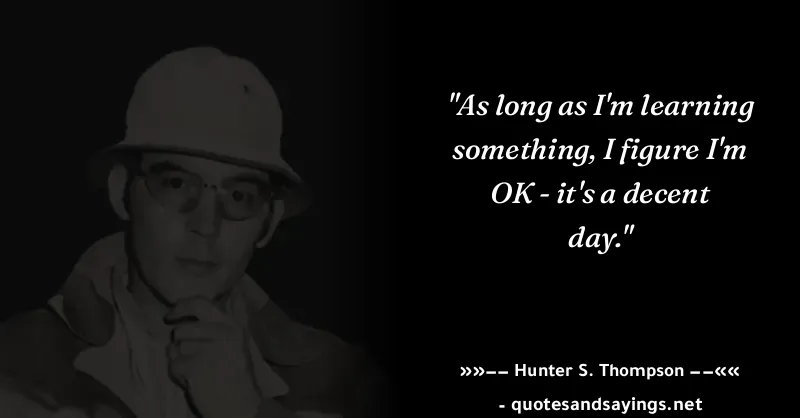 "As long as I'm learning
something, I figure I'm
OK - it's a decent
day."
»»–– Hunter S. Thompson ––««
- quotesandsayings.net